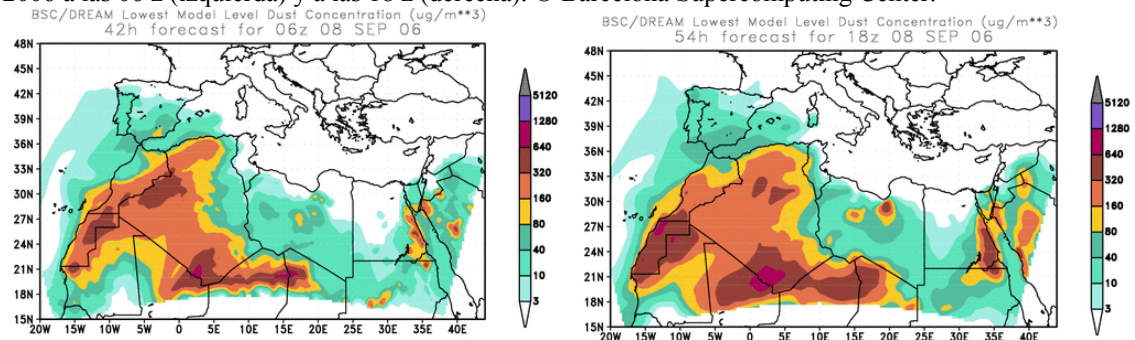 2006 a las 06 z (izquierda) y a las 18 z (derecha). © Barcelona Supercomputing Center.
BSC/DREAM Lowest Model Level Dust Concentration (ug/m**3)
42h forecast for 06z 08 SEP 06
48N
45N
42N
39N
36N
33N
30N
27N
24N
21N
18N
15N
20W 15W 10W 5W 0 5E 10E 15E 20E 25E 30E 35E 40E
5120
1280
640
320
160
80
40
10
3
BSC/DREAM Lowest Model Level Dust Concentration (ug/m**3)
54h forecast for 18z 08 SEP 06
48N
45N
42N
39N
36N
33N
30N
27N
24N
21N
18N
15N
20W 15W 10W 5W 0 5E 10E 15E 20E 25E 30E 35E 40E
5120
1280
640
320
160
80
40
10
3